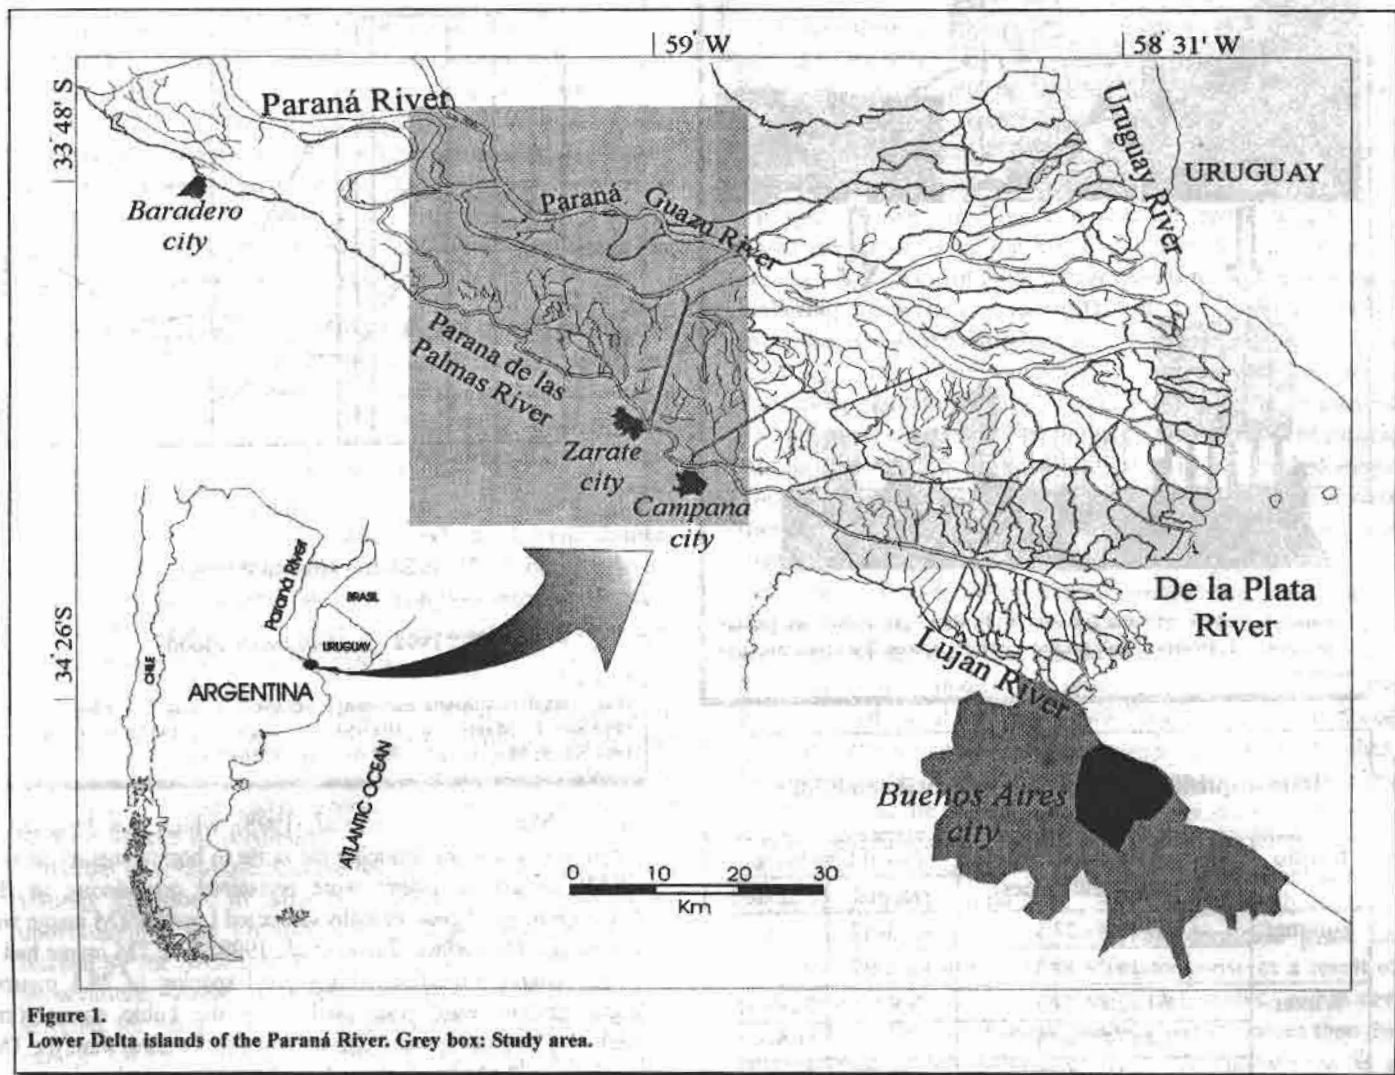 59° W
58° 31' W
33° 48' S
34° 26'S
Paraná River
Uruguay River
URUGUAY
Baradero
city
Paraná Guazu River
Parana de las
Palmas River
Zarate
city
Campana
city
De la Plata
River
Lujan River
Buenos Aires
city
Paraná River
BRASIL
URUGUAY
CHILE
ARGENTINA
ATLANTIC OCEAN
0 10 20 30
Km
Figure 1.
Lower Delta islands of the Paraná River. Grey box: Study area.